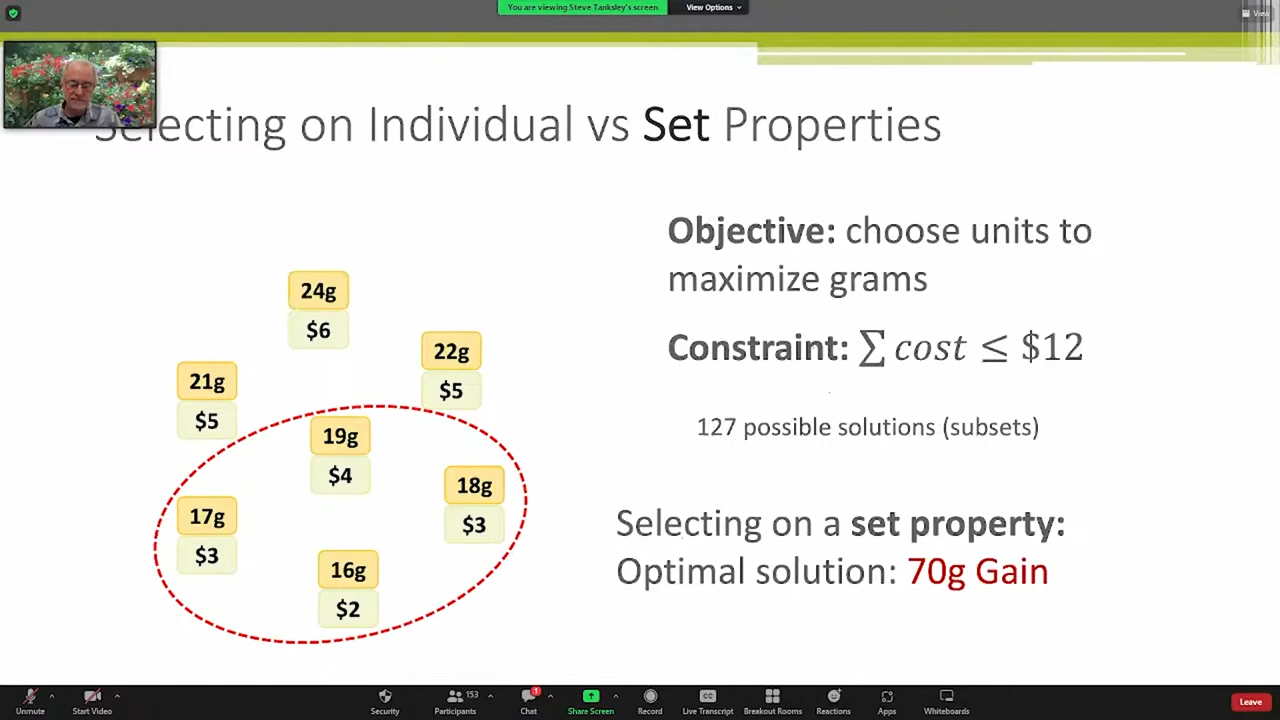 You are viewing Steve Tanksley's screen
View Options
View
Selecting on Individual vs Set Properties
Objective: choose units to
maximize grams
Constraint: ∑ cost ≤ $12
127 possible solutions (subsets)
Selecting on a set property:
Optimal solution: 70g Gain
24g
$6
22g
$5
21g
$5
19g
$4
18g
$3
17g
$3
16g
$2
Unmute
Start Video
Security
153
Participants
1
Chat
Share Screen
Record
Live Transcript
Breakout Rooms
Reactions
Apps
Whiteboards
Leave